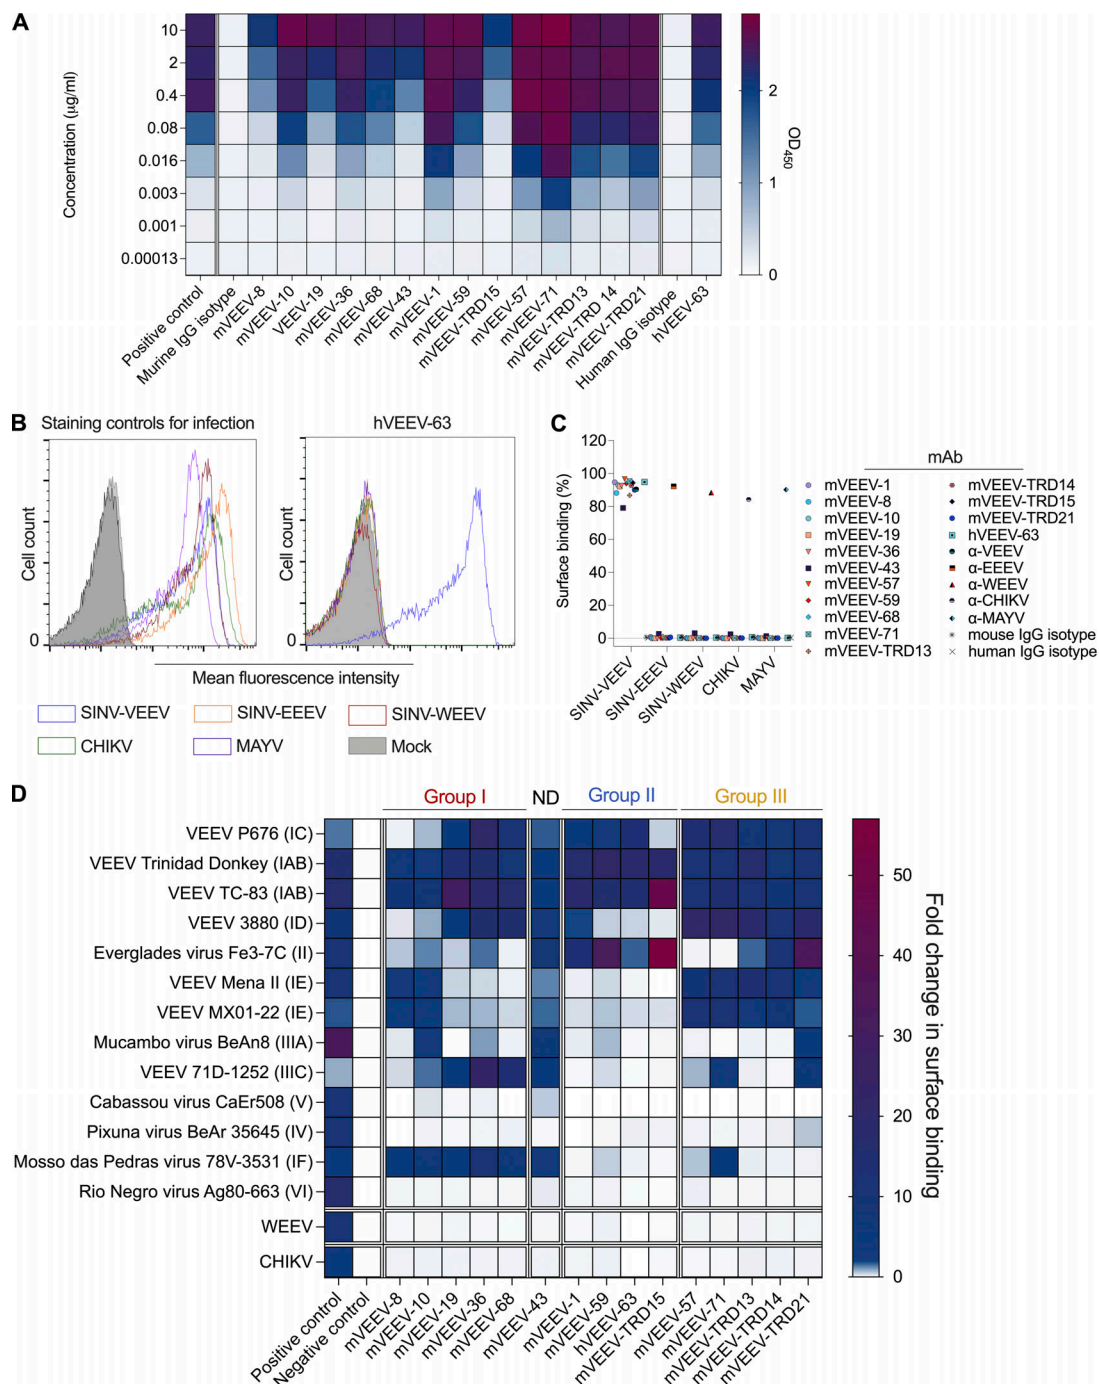 A
Concentration (µg/ml)
10
2
0.4
0.08
0.016
0.003
0.001
0.00013
2
1
0
OD450
Positive control
Murine IgG isotype
mVEEV-8
mVEEV-10
VEEV-19
mVEEV-36
mVEEV-68
mVEEV-43
mVEEV-1
mVEEV-59
mVEEV-TRD15
mVEEV-57
mVEEV-71
mVEEV-TRD13
mVEEV-TRD 14
mVEEV-TRD21
Human IgG isotype
hVEEV-63
B
Staining controls for infection
hVEEV-63
Cell count
0
Cell count
0
Mean fluorescence intensity
SINV-VEEV
SINV-EEEV
SINV-WEEV
CHIKV
MAYV
Mock
C
Surface binding (%)
120
100
80
60
40
20
0
SINV-VEEV
SINV-EEEV
SINV-WEEV
CHIKV
MAYV
mAb
mVEEV-1
mVEEV-8
mVEEV-10
mVEEV-19
mVEEV-36
mVEEV-43
mVEEV-57
mVEEV-59
mVEEV-68
mVEEV-71
mVEEV-TRD13
mVEEV-TRD14
mVEEV-TRD15
mVEEV-TRD21
hVEEV-63
α-VEEV
α-EEEV
α-WEEV
α-CHIKV
α-MAYV
mouse IgG isotype
human IgG isotype
D
Group I
ND
Group II
Group III
VEEV P676 (IC)
VEEV Trinidad Donkey (IAB)
VEEV TC-83 (IAB)
VEEV 3880 (ID)
Everglades virus Fe3-7C (II)
VEEV Mena II (IE)
VEEV MX01-22 (IE)
Mucambo virus BeAn8 (IIIA)
VEEV 71D-1252 (IIIC)
Cabassou virus CaEr508 (V)
Pixuna virus BeAr 35645 (IV)
Mosso das Pedras virus 78V-3531 (IF)
Rio Negro virus Ag80-663 (VI)
WEEV
CHIKV
50
40
30
20
10
0
Fold change in surface binding
Positive control
Negative control
mVEEV-8
mVEEV-10
mVEEV-19
mVEEV-36
mVEEV-68
mVEEV-43
mVEEV-1
mVEEV-59
hVEEV-63
mVEEV-TRD15
mVEEV-57
mVEEV-71
mVEEV-TRD13
mVEEV-TRD14
mVEEV-TRD21